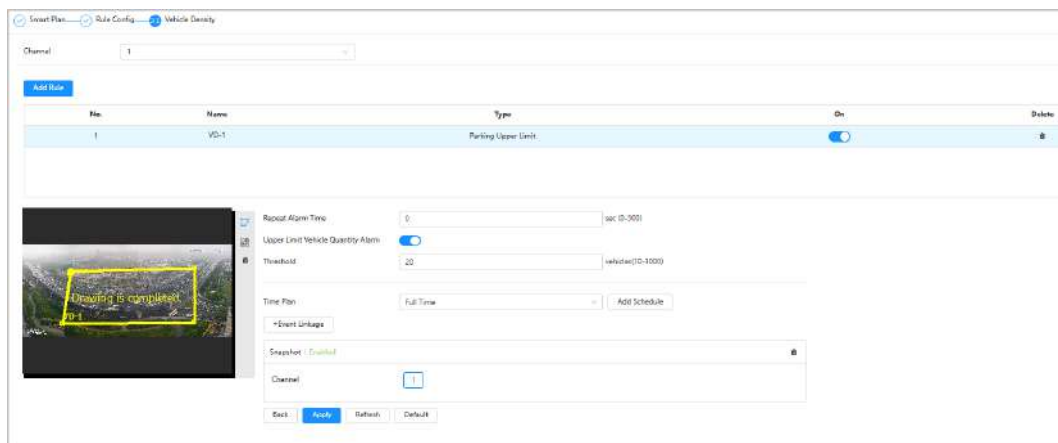 Smart Plan Rule Config Vehicle Density
Channel 1
Add Rule
No. Name Type On Delete
1 VD-1 Parking Upper Limit
Repeat Alarm Time 0 sec (0-300)
Upper Limit Vehicle Quantity Alarm
Threshold 20 vehicles(10-1000)
Drawing is completed.
VD-1
Time Plan Full Time Add Schedule
+Event Linkage
Snapshot Enabled
Channel 1
Back Apply Refresh Default